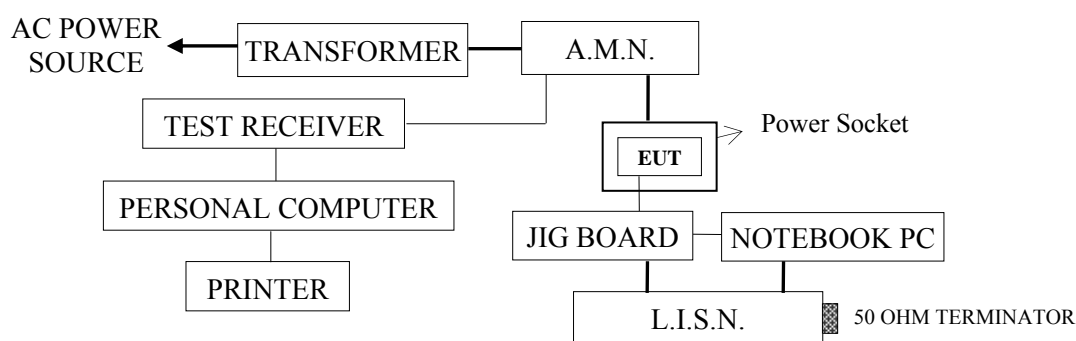 AC POWER
SOURCE
TRANSFORMER
A.M.N.
TEST RECEIVER
Power Socket
EUT
PERSONAL COMPUTER
JIG BOARD
NOTEBOOK PC
PRINTER
L.I.S.N.
50 OHM TERMINATOR